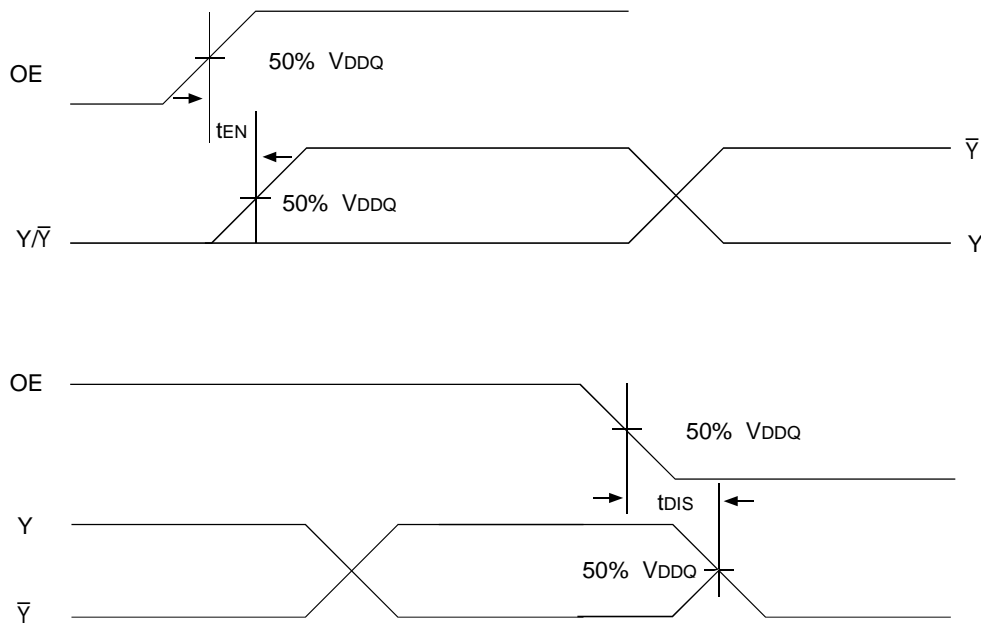 OE
50% VDDQ
tEN
Y̅
50% VDDQ
Y/Y̅
Y
OE
50% VDDQ
tDIS
Y
50% VDDQ
Y̅